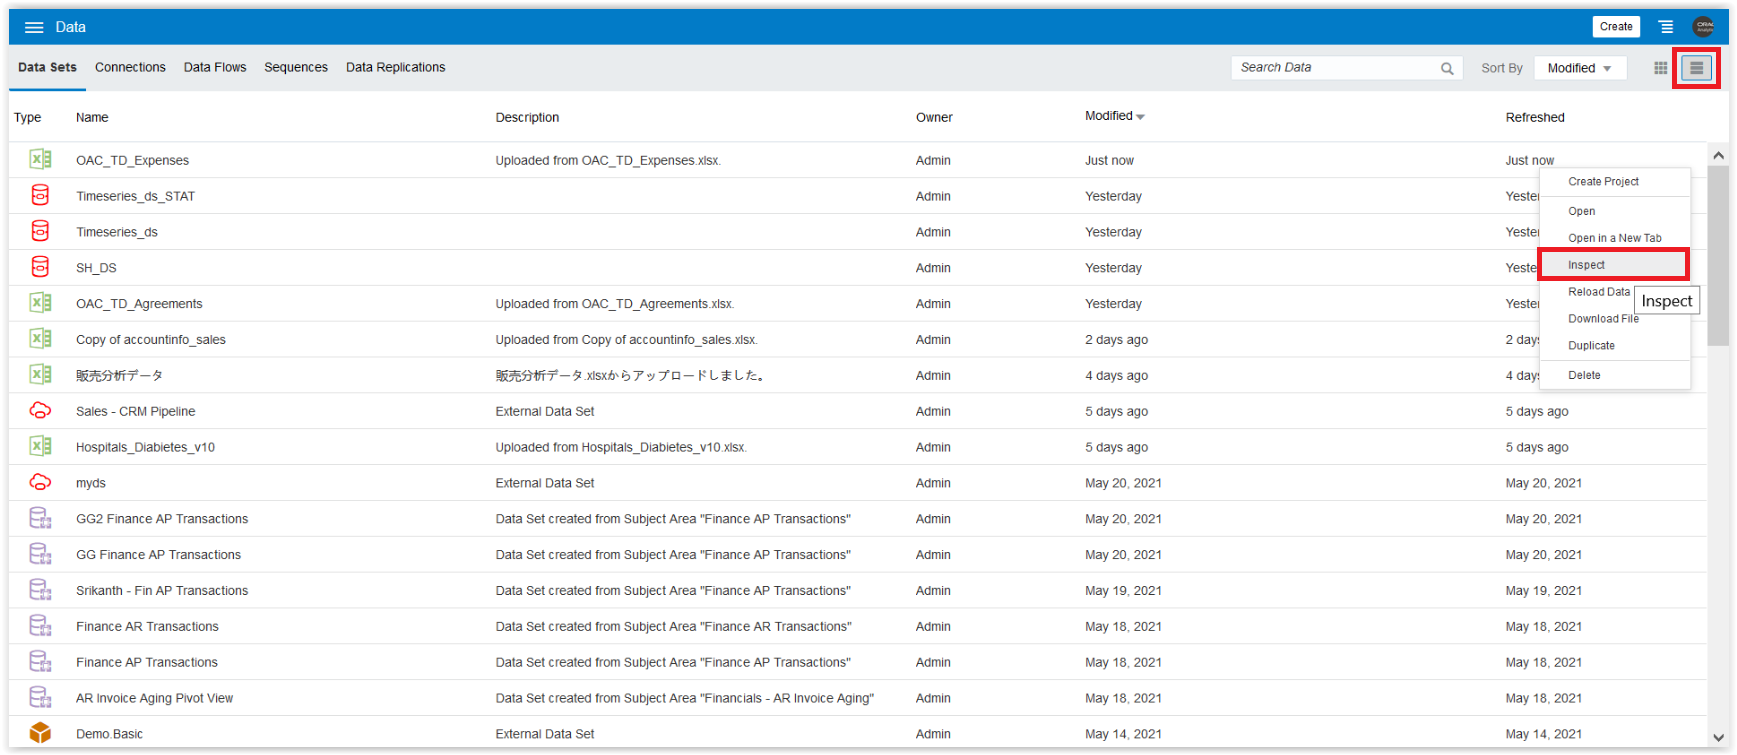 Data
Create
Data Sets Connections Data Flows Sequences Data Replications
Search Data
Sort By Modified
Type Name Description Owner Modified Refreshed
OAC_TD_Expenses Uploaded from OAC_TD_Expenses.xlsx. Admin Just now Just now
Timeseries_ds_STAT Admin Yesterday
Timeseries_ds Admin Yesterday
SH_DS Admin Yesterday
OAC_TD_Agreements Uploaded from OAC_TD_Agreements.xlsx. Admin Yesterday
Copy of accountinfo_sales Uploaded from Copy of accountinfo_sales.xlsx. Admin 2 days ago
販売分析データ 販売分析データ.xlsxからアップロードしました。 Admin 4 days ago
Create Project
Open
Open in a New Tab
Inspect
Reload Data
Inspect
Download File
Duplicate
Delete
Sales - CRM Pipeline External Data Set Admin 5 days ago 5 days ago
Hospitals_Diabietes_v10 Uploaded from Hospitals_Diabietes_v10.xlsx. Admin 5 days ago 5 days ago
myds External Data Set Admin May 20, 2021 May 20, 2021
GG2 Finance AP Transactions Data Set created from Subject Area "Finance AP Transactions" Admin May 20, 2021 May 20, 2021
GG Finance AP Transactions Data Set created from Subject Area "Finance AP Transactions" Admin May 20, 2021 May 20, 2021
Srikanth - Fin AP Transactions Data Set created from Subject Area "Finance AP Transactions" Admin May 19, 2021 May 19, 2021
Finance AR Transactions Data Set created from Subject Area "Finance AR Transactions" Admin May 18, 2021 May 18, 2021
Finance AP Transactions Data Set created from Subject Area "Finance AP Transactions" Admin May 18, 2021 May 18, 2021
AR Invoice Aging Pivot View Data Set created from Subject Area "Financials - AR Invoice Aging" Admin May 18, 2021 May 18, 2021
Demo.Basic External Data Set Admin May 14, 2021 May 14, 2021